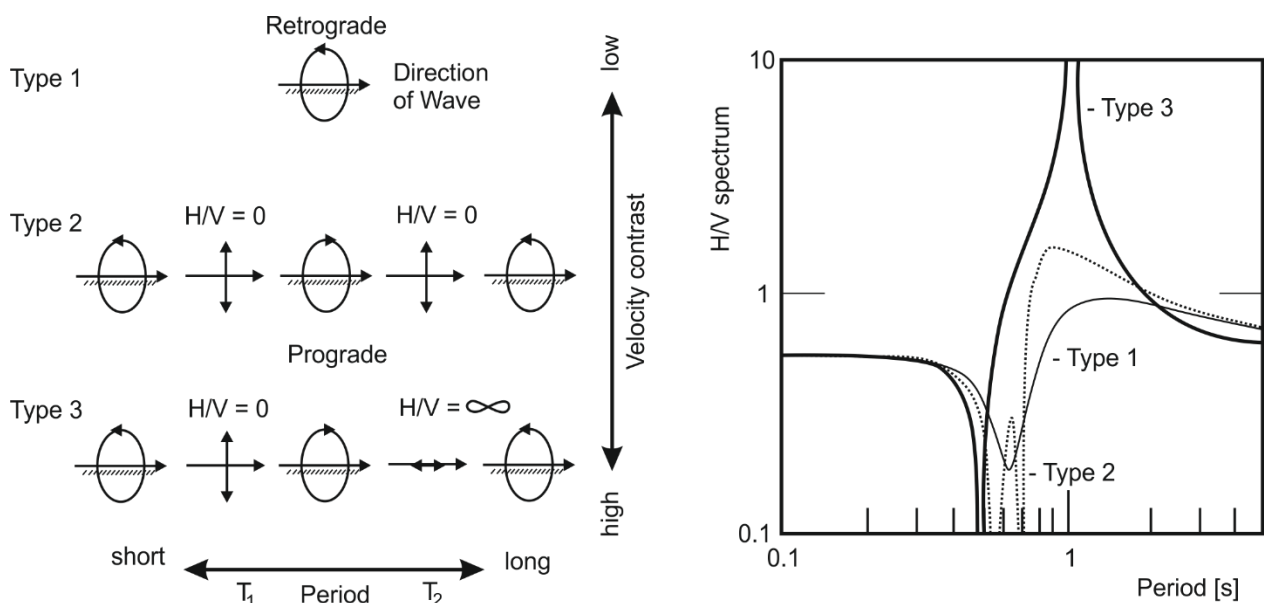 Retrograde
Type 1
Direction
of Wave
low
Type 2
H/V = 0
H/V = 0
Velocity contrast
Prograde
Type 3
H/V = 0
H/V = ∞
high
short
long
T1
Period
T2
10
H/V spectrum
- Type 3
1
- Type 1
- Type 2
0.1
0.1
1
Period [s]